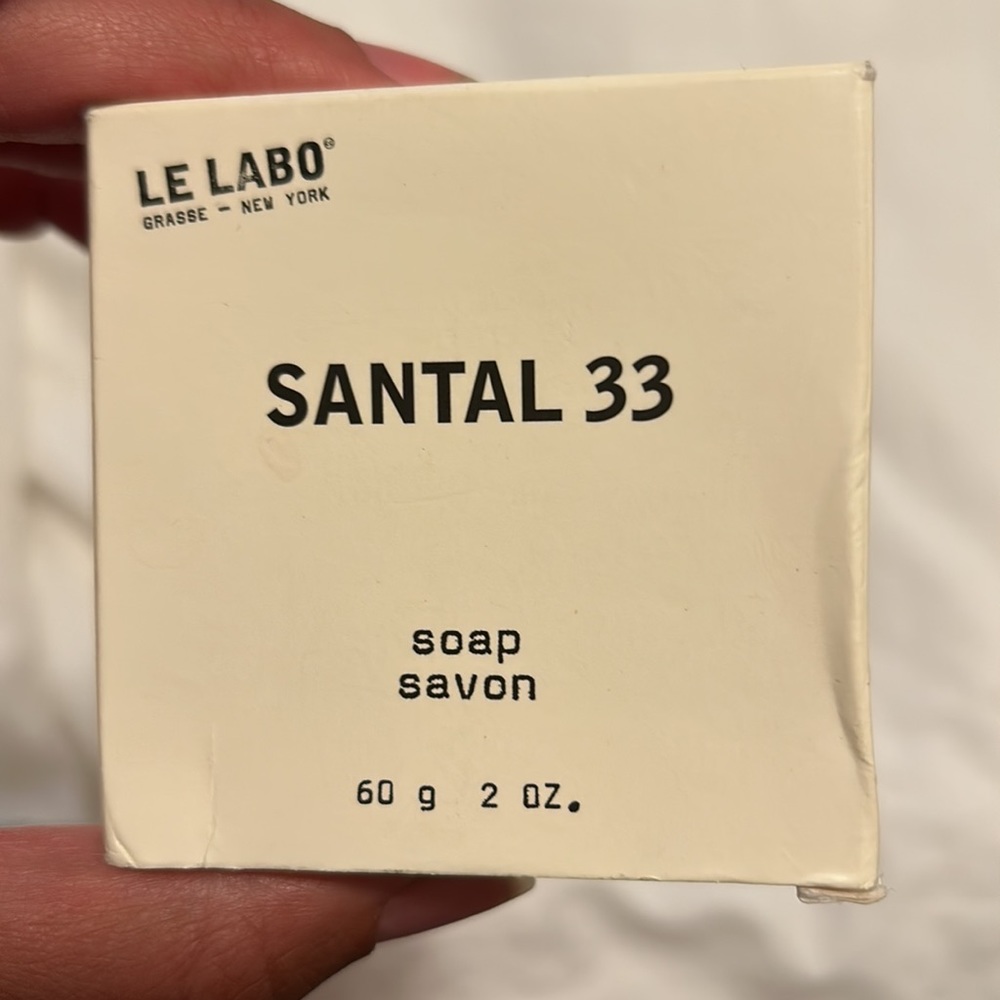 LE LABO®
GRASSE – NEW YORK
SANTAL 33
soap
savon
60 g 2 OZ.